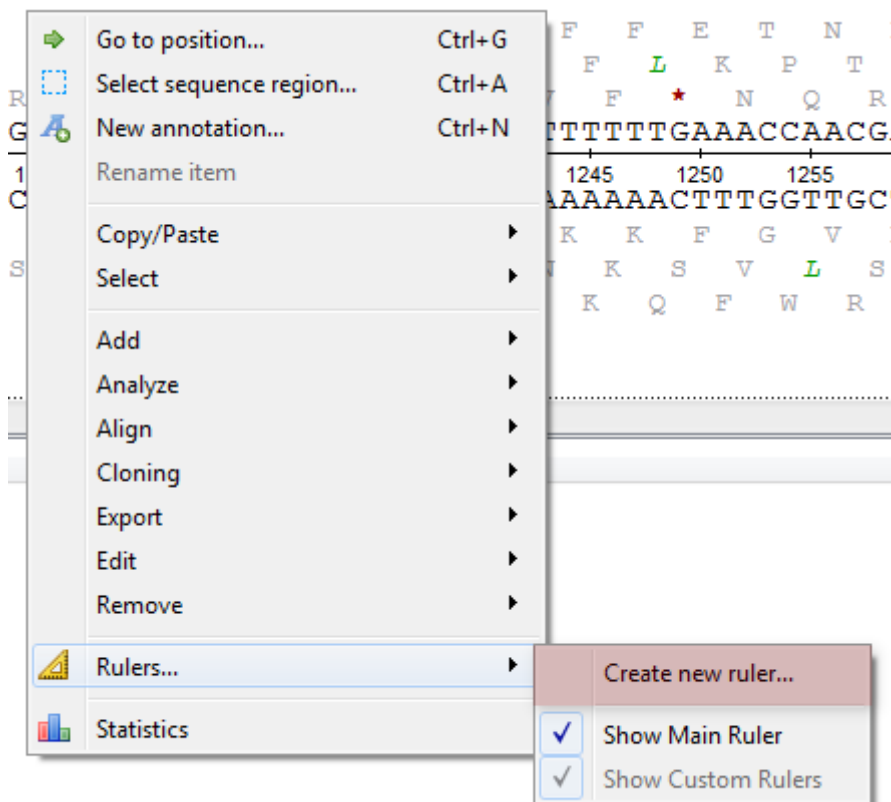 Go to position... Ctrl+G
Select sequence region... Ctrl+A
New annotation... Ctrl+N
Rename item
Copy/Paste
Select
Add
Analyze
Align
Cloning
Export
Edit
Remove
Rulers...
Statistics
Create new ruler...
Show Main Ruler
Show Custom Rulers
F F E T N
R F L K P T
F * N Q R
G TTTTTTGAAACCAACG
1 1245 1250 1255
C AAAAAACTTTGGTTGC
K K F G V
S K S V L S
K Q F W R